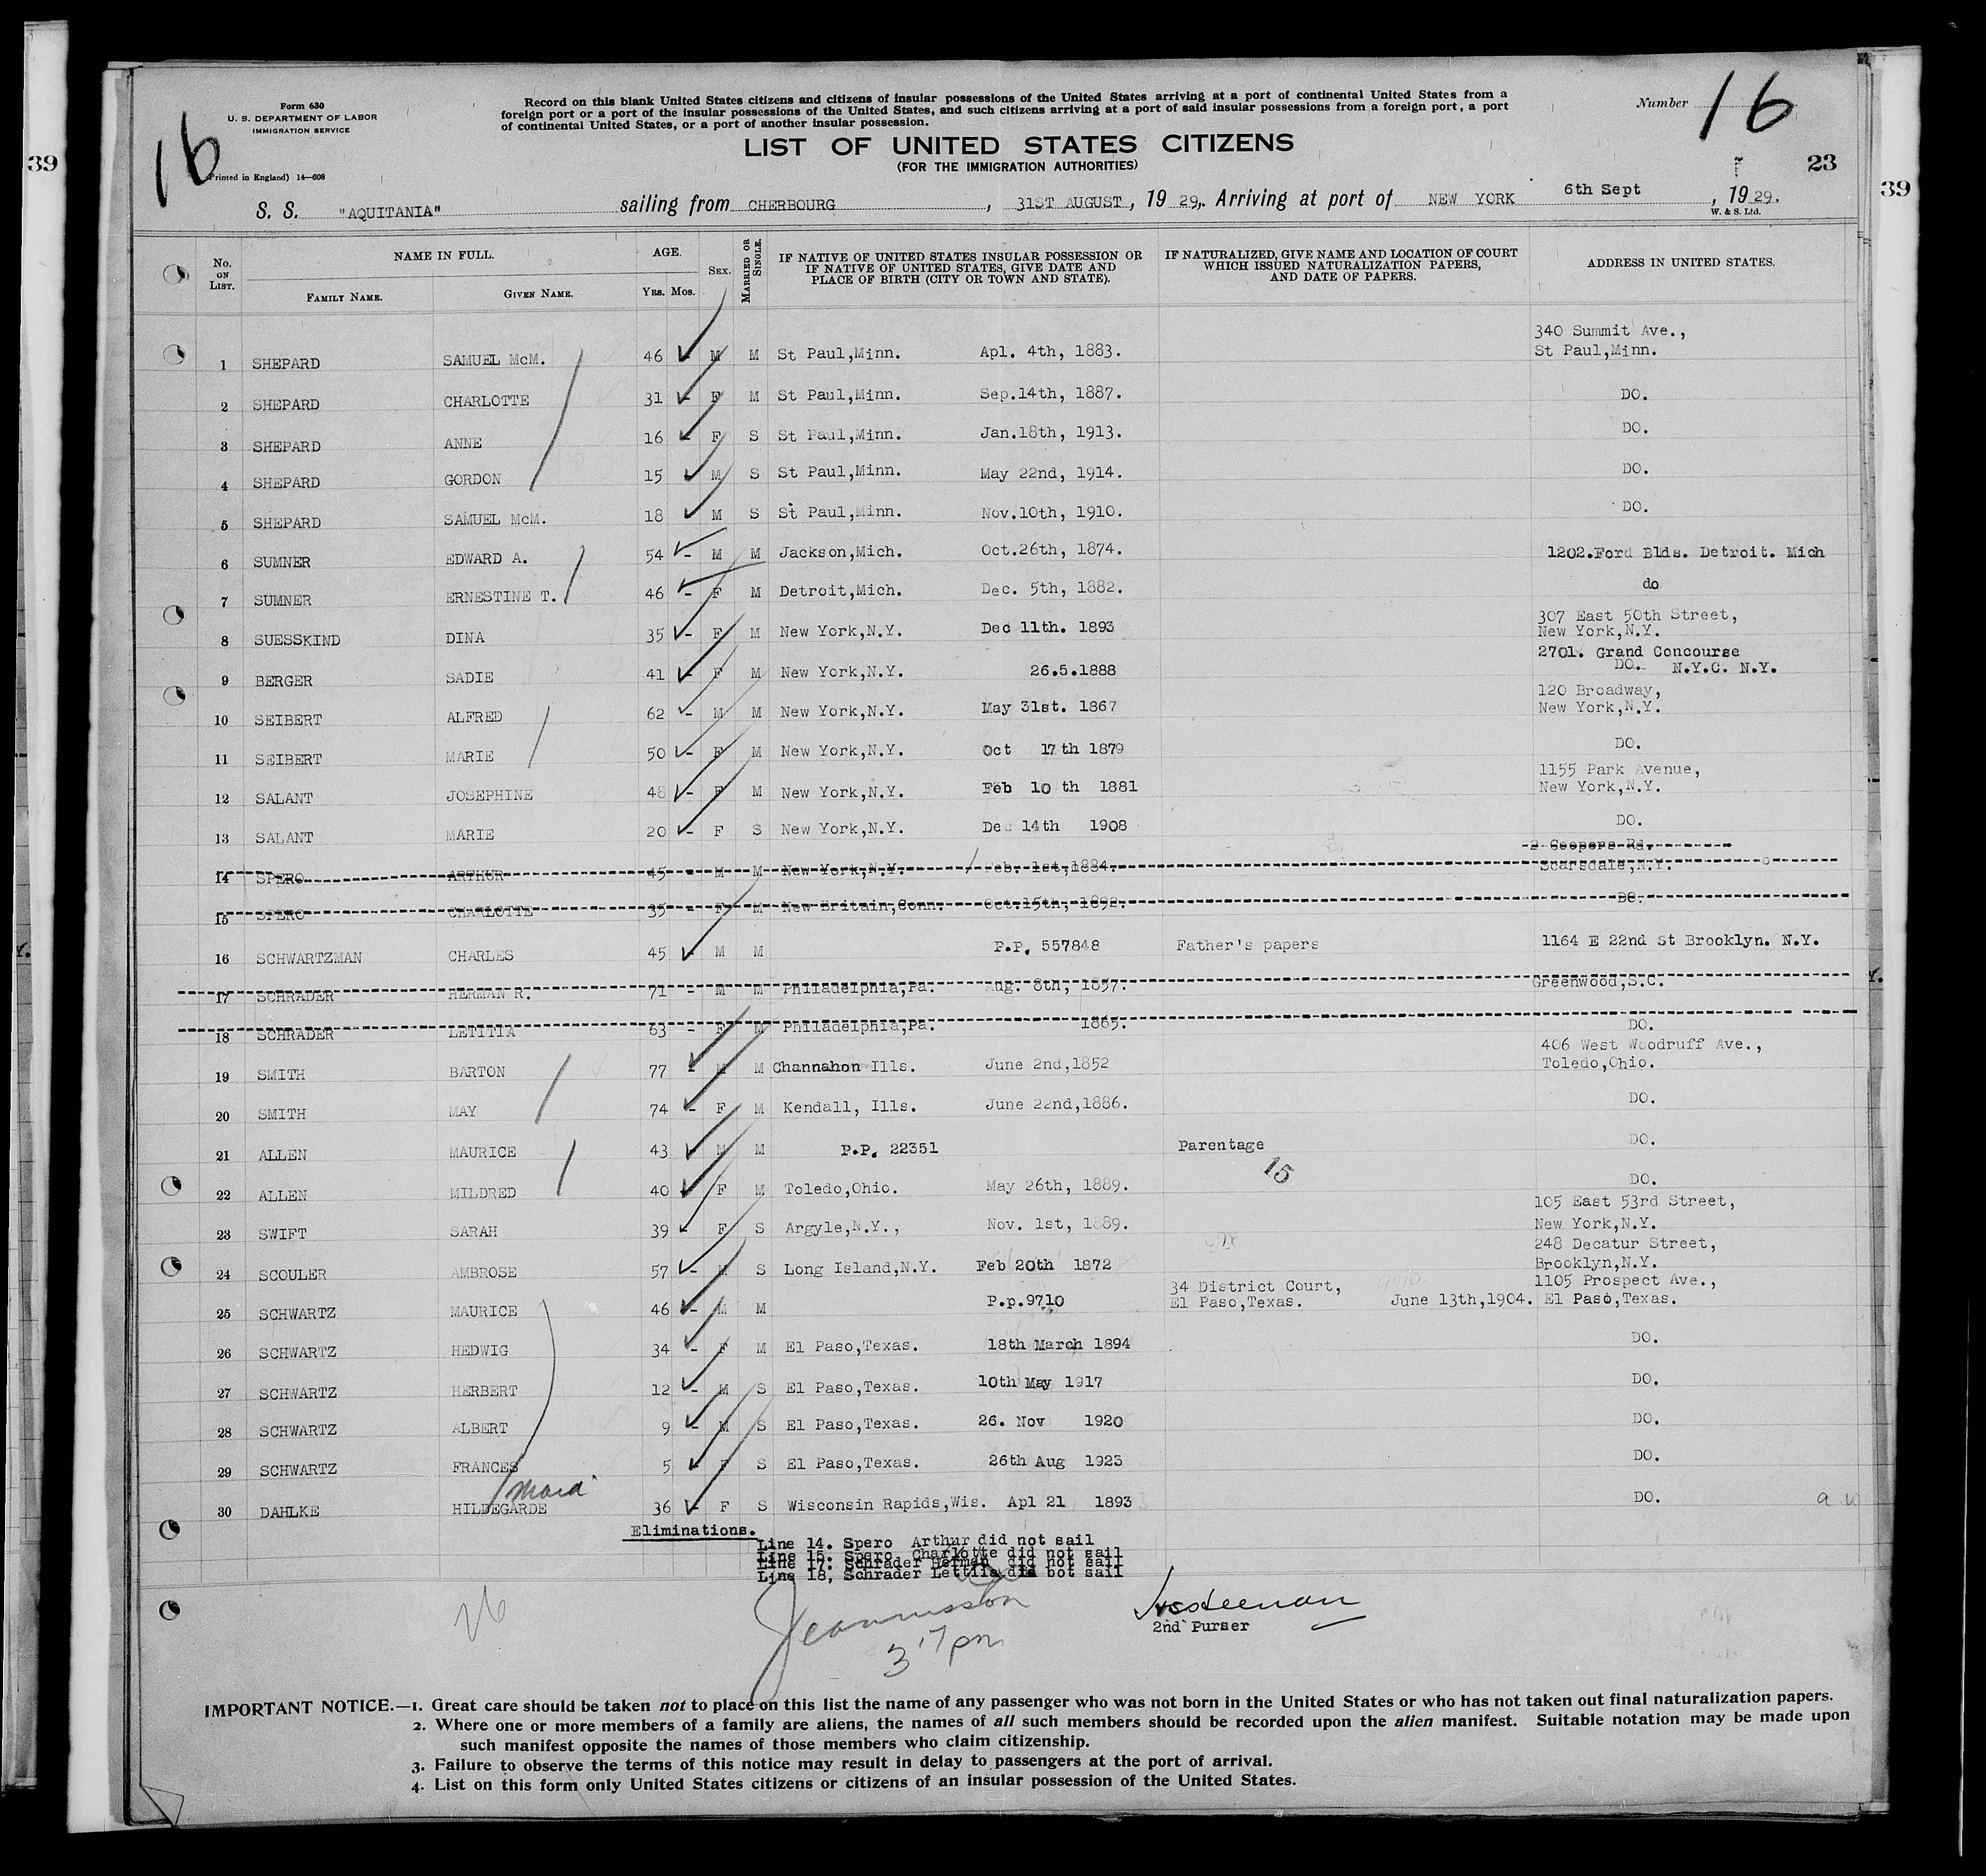 39
16
Form 630
U. S. DEPARTMENT OF LABOR
IMMIGRATION SERVICE
(Printed in England) 14—608
Record on this blank United States citizens and citizens of insular possessions of the United States arriving at a port of continental United States from a
foreign port or a port of the insular possessions of the United States, and such citizens arriving at a port of said insular possessions from a foreign port, a port
of continental United States, or a port of another insular possession.
Number 16
LIST OF UNITED STATES CITIZENS
(FOR THE IMMIGRATION AUTHORITIES)
23
39
S. S. "AQUITANIA" sailing from CHERBOURG, 31ST AUGUST, 1929. Arriving at port of NEW YORK 6th Sept, 1929.
W. & S. Ltd.
No. ON LIST. NAME IN FULL. FAMILY NAME. GIVEN NAME. AGE. YRS. MOS. SEX. MARRIED OR SINGLE. IF NATIVE OF UNITED STATES INSULAR POSSESSION OR IF NATIVE OF UNITED STATES, GIVE DATE AND PLACE OF BIRTH (CITY OR TOWN AND STATE). IF NATURALIZED, GIVE NAME AND LOCATION OF COURT WHICH ISSUED NATURALIZATION PAPERS, AND DATE OF PAPERS. ADDRESS IN UNITED STATES.
340 Summit Ave.,
1 SHEPARD SAMUEL McM. 46 - M M St Paul,Minn. Apl. 4th, 1883. St Paul,Minn.
2 SHEPARD CHARLOTTE 31 - F M St Paul,Minn. Sep.14th, 1887. DO.
3 SHEPARD ANNE 16 - F S St Paul,Minn. Jan.18th, 1913. DO.
4 SHEPARD GORDON 15 M S St Paul,Minn. May 22nd, 1914. DO.
5 SHEPARD SAMUEL McM. 18 M S St Paul,Minn. Nov.10th, 1910. DO.
6 SUMNER EDWARD A. 54 - M M Jackson,Mich. Oct.26th, 1874. 1202.Ford Blds. Detroit. Mich
7 SUMNER ERNESTINE T. 46 - F M Detroit,Mich. Dec. 5th, 1882. do
307 East 50th Street,
8 SUESSKIND DINA 35 - F M New York,N.Y. Dec 11th. 1893 New York,N.Y.
2701. Grand Concourse
9 BERGER SADIE 41 - F M New York,N.Y. 26.5.1888 DO. N.Y.C. N.Y.
120 Broadway,
10 SEIBERT ALFRED 62 - M M New York,N.Y. May 31st. 1867 New York,N.Y.
11 SEIBERT MARIE 50 - F M New York,N.Y. Oct 17th 1879 DO.
1155 Park Avenue,
12 SALANT JOSEPHINE 48 - F M New York,N.Y. Feb 10 th 1881 New York,N.Y.
13 SALANT MARIE 20 - F S New York,N.Y. Dec 14th 1908 DO.
2 Coopers Rd.
14 SPERO ARTHUR 45 - M M New York,N.Y. Feb. 1st,1884. Scarsdale,N.Y.
15 SPERO CHARLOTTE 35 - F M New Britain,Conn. Oct.15th, 1892. DO.
16 SCHWARTZMAN CHARLES 45 - M M P.P. 557848 Father's papers 1164 E 22nd St Brooklyn. N.Y.
17 SCHRADER HERMAN R. 71 - M M Philadelphia,Pa. Aug. 8th, 1857. Greenwood,S.C.
18 SCHRADER LETITIA 63 - F M Philadelphia,Pa. 1865. DO.
406 West Woodruff Ave.,
19 SMITH BARTON 77 - M M Channahon Ills. June 2nd,1852 Toledo,Ohio.
20 SMITH MAY 74 - F M Kendall, Ills. June 22nd,1886. DO.
21 ALLEN MAURICE 43 - M M P.P. 22351 Parentage DO.
15
22 ALLEN MILDRED 40 - F M Toledo,Ohio. May 26th, 1889. DO.
105 East 53rd Street,
23 SWIFT SARAH 39 F S Argyle,N.Y., Nov. 1st, 1889. New York,N.Y.
248 Decatur Street,
24 SCOULER AMBROSE 57 - M S Long Island,N.Y. Feb 20th 1872 Brooklyn,N.Y.
34 District Court, 1105 Prospect Ave.,
25 SCHWARTZ MAURICE 46 - M M P.p.9710 El Paso,Texas. June 13th,1904. El Paso,Texas.
26 SCHWARTZ HEDWIG 34 - F M El Paso,Texas. 18th March 1894 DO.
27 SCHWARTZ HERBERT 12 - M S El Paso,Texas. 10th May 1917 DO.
28 SCHWARTZ ALBERT 9 - M S El Paso,Texas. 26. Nov 1920 DO.
29 SCHWARTZ FRANCES 5 - F S El Paso,Texas. 26th Aug 1923 DO.
maid
30 DAHLKE HILDEGARDE 36 - F S Wisconsin Rapids,Wis. Apl 21 1893 DO.
Eliminations.
Line 14. Spero Arthur did not sail
Line 15. Spero Charlotte did not sail
Line 17. Schrader Herman did not sail
Line 18, Schrader Lettiia did bot sail
26
3 17 pm
2nd Purser
IMPORTANT NOTICE.—1. Great care should be taken not to place on this list the name of any passenger who was not born in the United States or who has not taken out final naturalization papers.
2. Where one or more members of a family are aliens, the names of all such members should be recorded upon the alien manifest. Suitable notation may be made upon
such manifest opposite the names of those members who claim citizenship.
3. Failure to observe the terms of this notice may result in delay to passengers at the port of arrival.
4. List on this form only United States citizens or citizens of an insular possession of the United States.